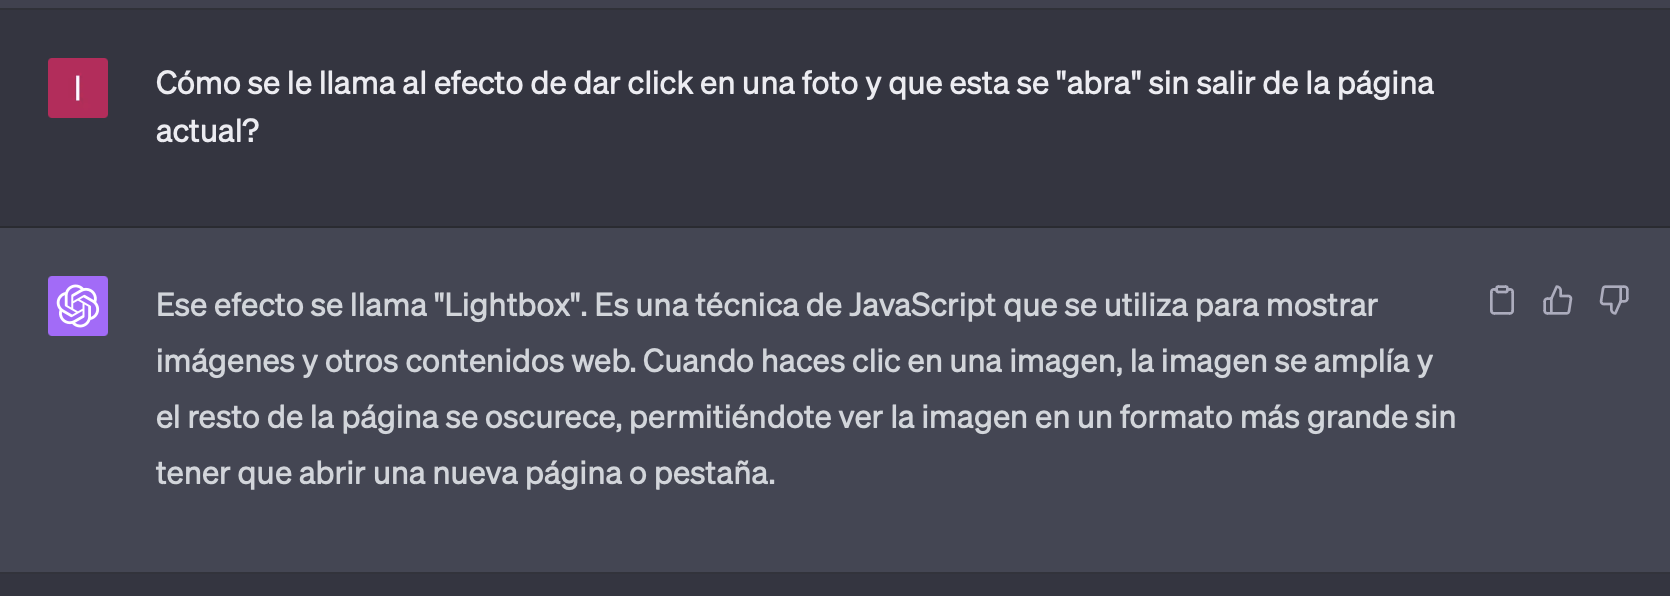 I
Cómo se le llama al efecto de dar click en una foto y que esta se "abra" sin salir de la página
actual?
Ese efecto se llama "Lightbox". Es una técnica de JavaScript que se utiliza para mostrar
imágenes y otros contenidos web. Cuando haces clic en una imagen, la imagen se amplía y
el resto de la página se oscurece, permitiéndote ver la imagen en un formato más grande sin
tener que abrir una nueva página o pestaña.